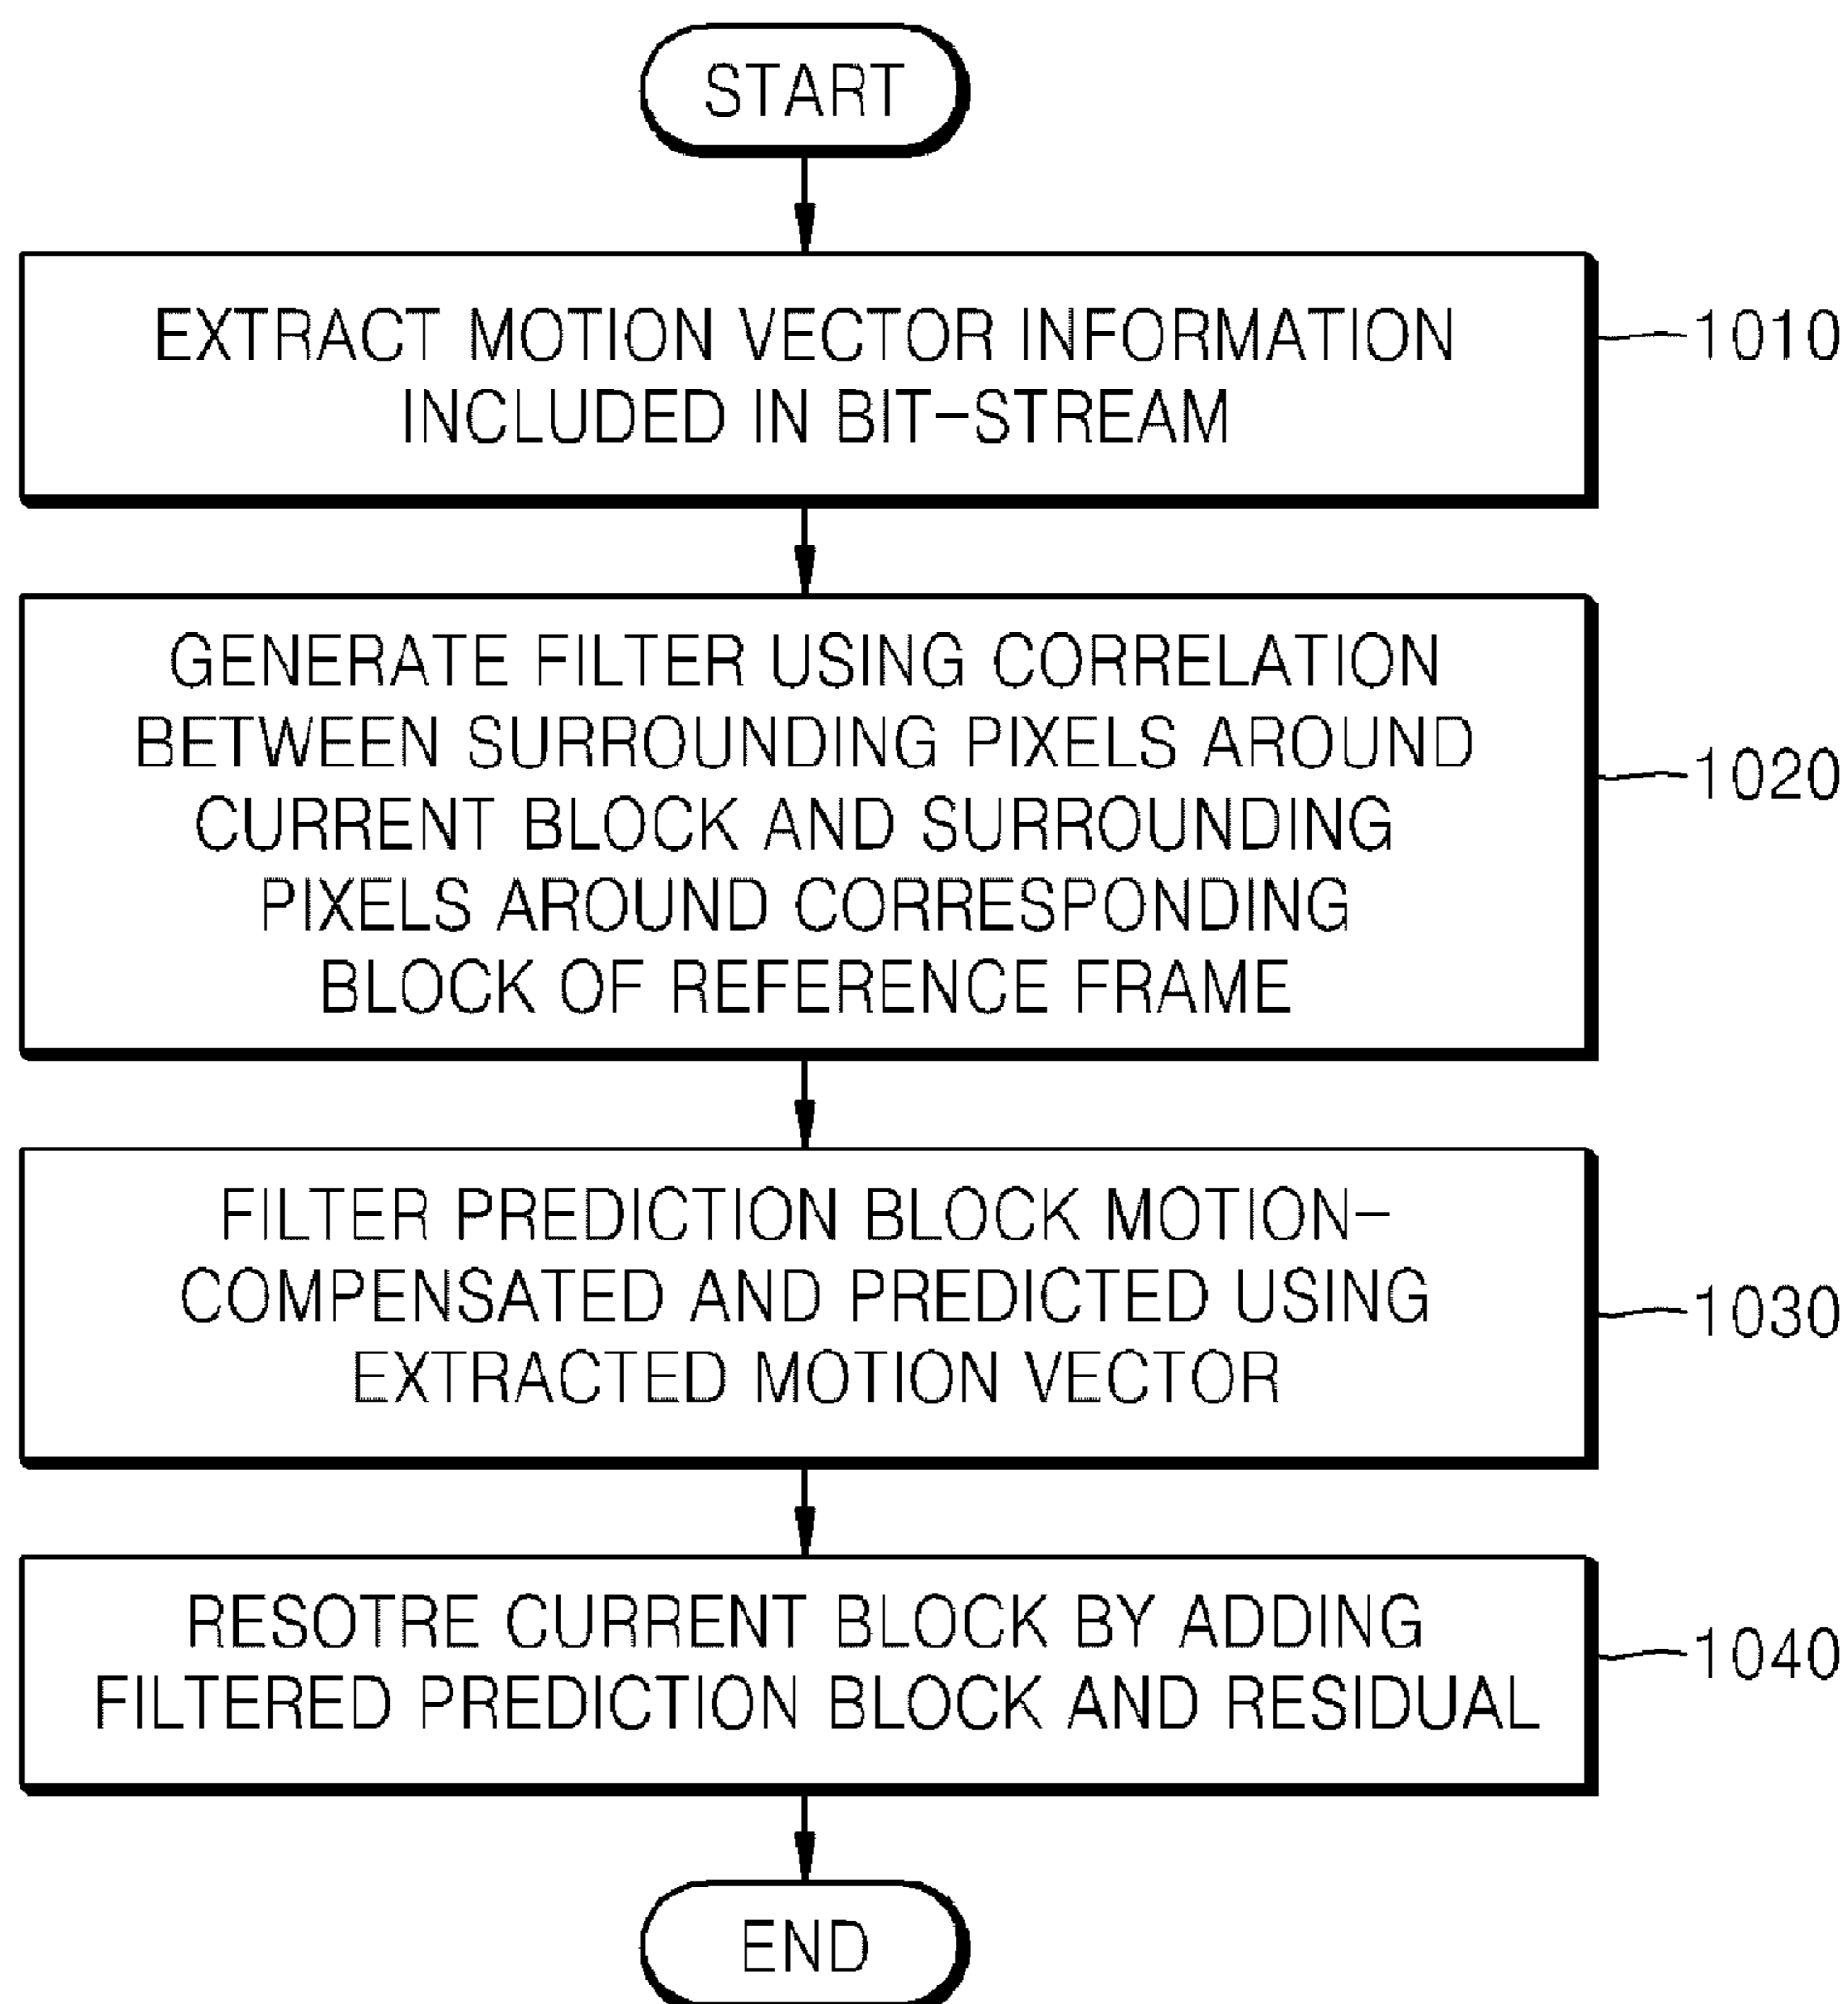 START
EXTRACT MOTION VECTOR INFORMATION
INCLUDED IN BIT-STREAM
1010
GENERATE FILTER USING CORRELATION
BETWEEN SURROUNDING PIXELS AROUND
CURRENT BLOCK AND SURROUNDING
PIXELS AROUND CORRESPONDING
BLOCK OF REFERENCE FRAME
1020
FILTER PREDICTION BLOCK MOTION-
COMPENSATED AND PREDICTED USING
EXTRACTED MOTION VECTOR
1030
RESOTRE CURRENT BLOCK BY ADDING
FILTERED PREDICTION BLOCK AND RESIDUAL
1040
END